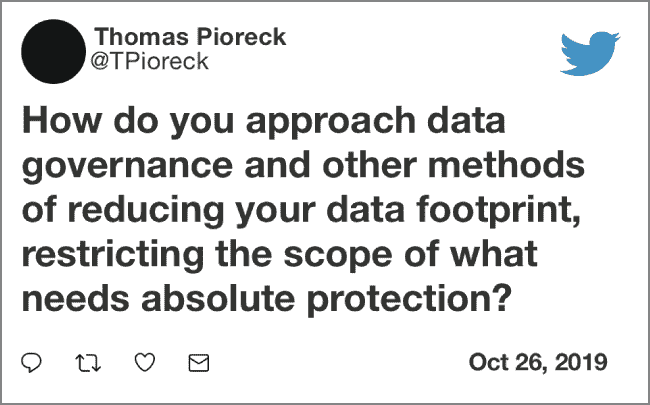 Thomas Pioreck
@TPioreck
How do you approach data
governance and other methods
of reducing your data footprint,
restricting the scope of what
needs absolute protection?
Oct 26, 2019